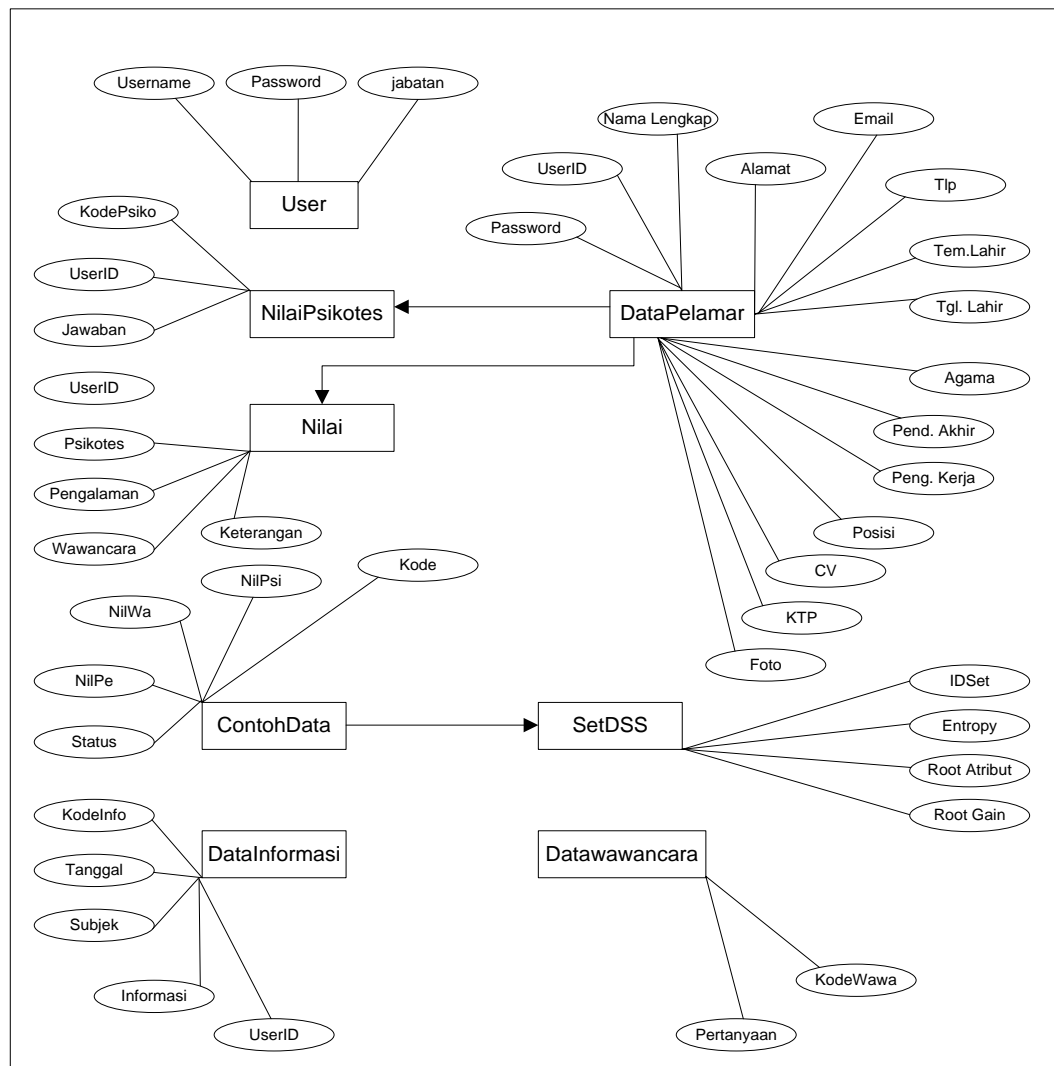 Username
Password
jabatan
User
Nama Lengkap
Email
UserID
Alamat
Tlp
Password
Tem.Lahir
Tgl. Lahir
DataPelamar
KodePsiko
UserID
Jawaban
NilaiPsikotes
UserID
Nilai
Psikotes
Pengalaman
Wawancara
Keterangan
Agama
Pend. Akhir
Peng. Kerja
Posisi
CV
KTP
Foto
Kode
NilPsi
NilWa
NilPe
Status
ContohData
SetDSS
IDSet
Entropy
Root Atribut
Root Gain
KodeInfo
Tanggal
Subjek
Informasi
UserID
DataInformasi
Datawawancara
KodeWawa
Pertanyaan